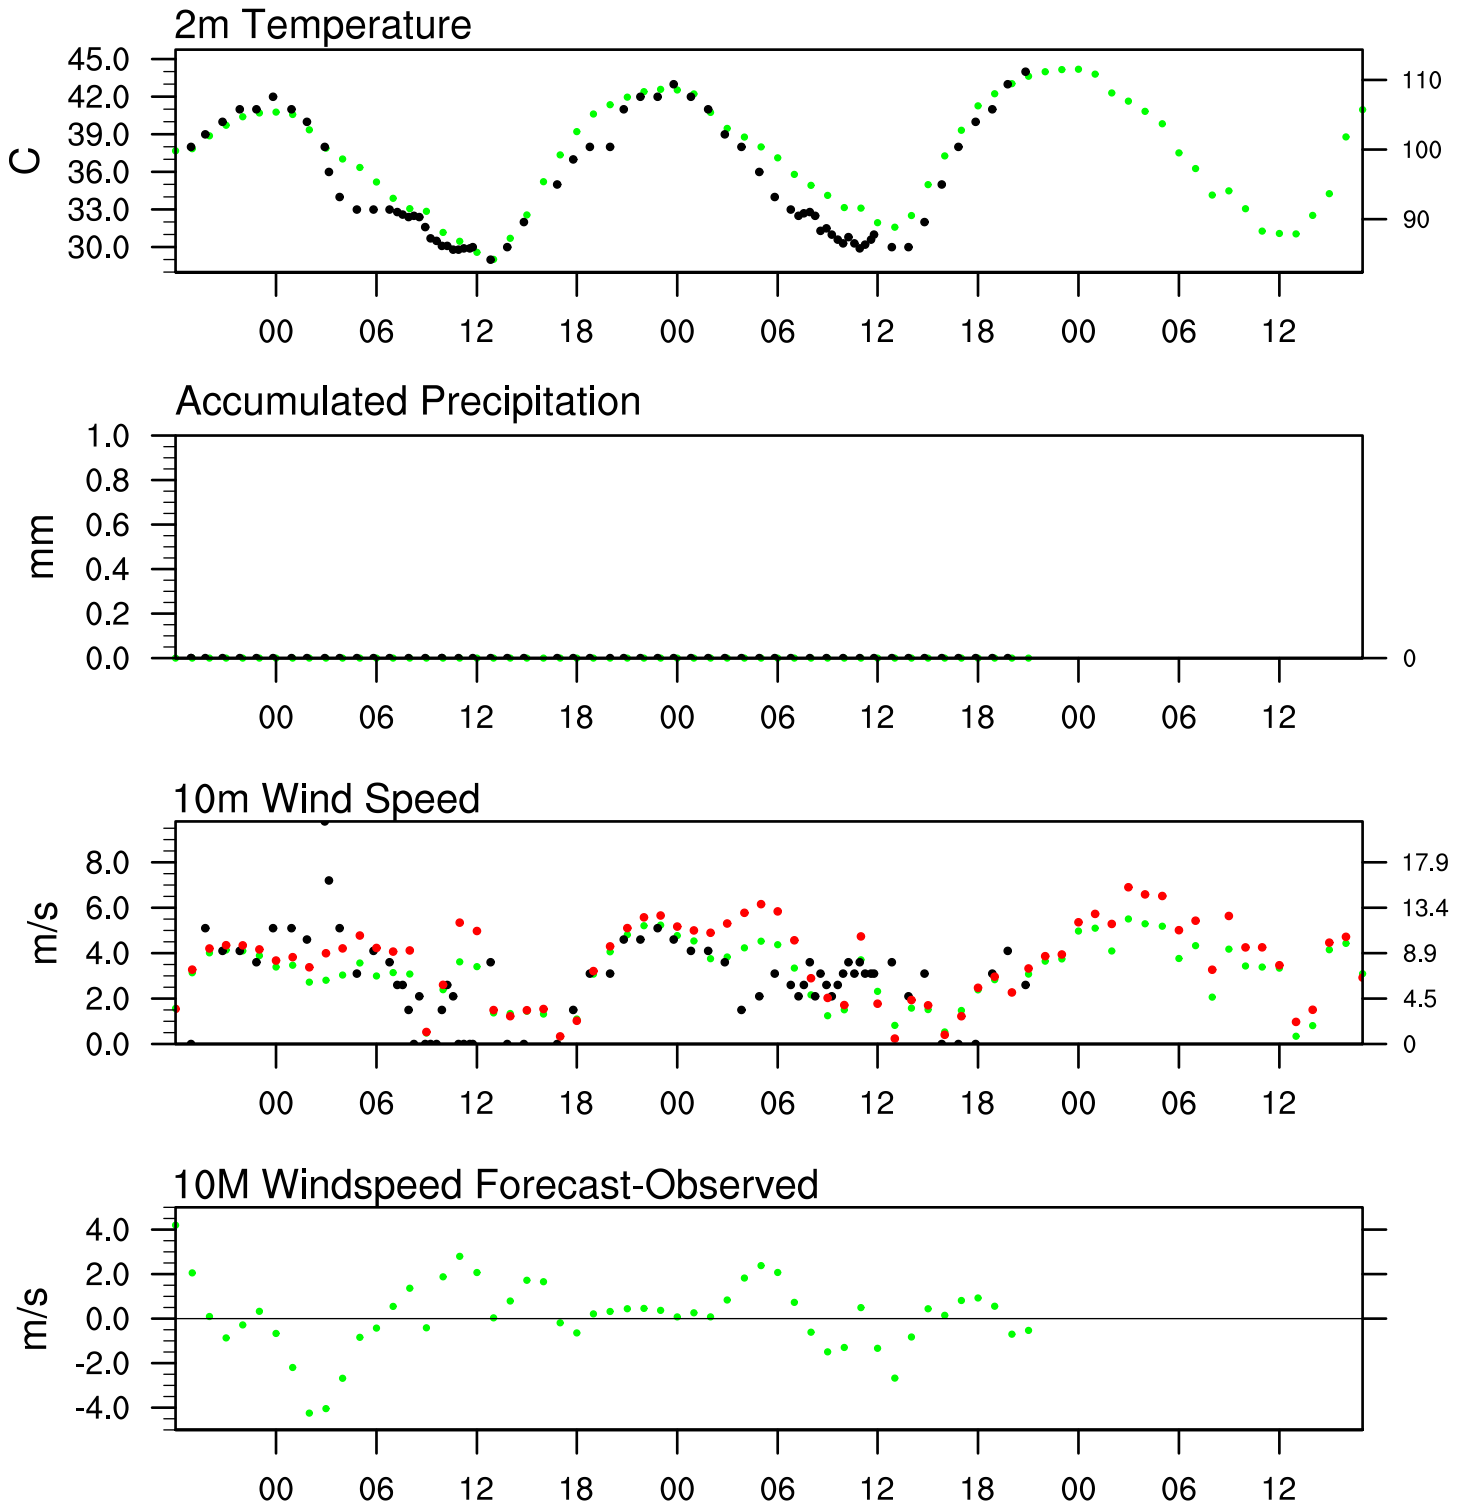 2m Temperature
45.0
42.0
39.0
36.0
33.0
30.0
C
110
100
90
00 06 12 18 00 06 12 18 00 06 12
Accumulated Precipitation
1.0
0.8
0.6
0.4
0.2
0.0
mm
0
00 06 12 18 00 06 12 18 00 06 12
10m Wind Speed
8.0
6.0
4.0
2.0
0.0
m/s
17.9
13.4
8.9
4.5
0
00 06 12 18 00 06 12 18 00 06 12
10M Windspeed Forecast-Observed
4.0
2.0
0.0
-2.0
-4.0
m/s
00 06 12 18 00 06 12 18 00 06 12